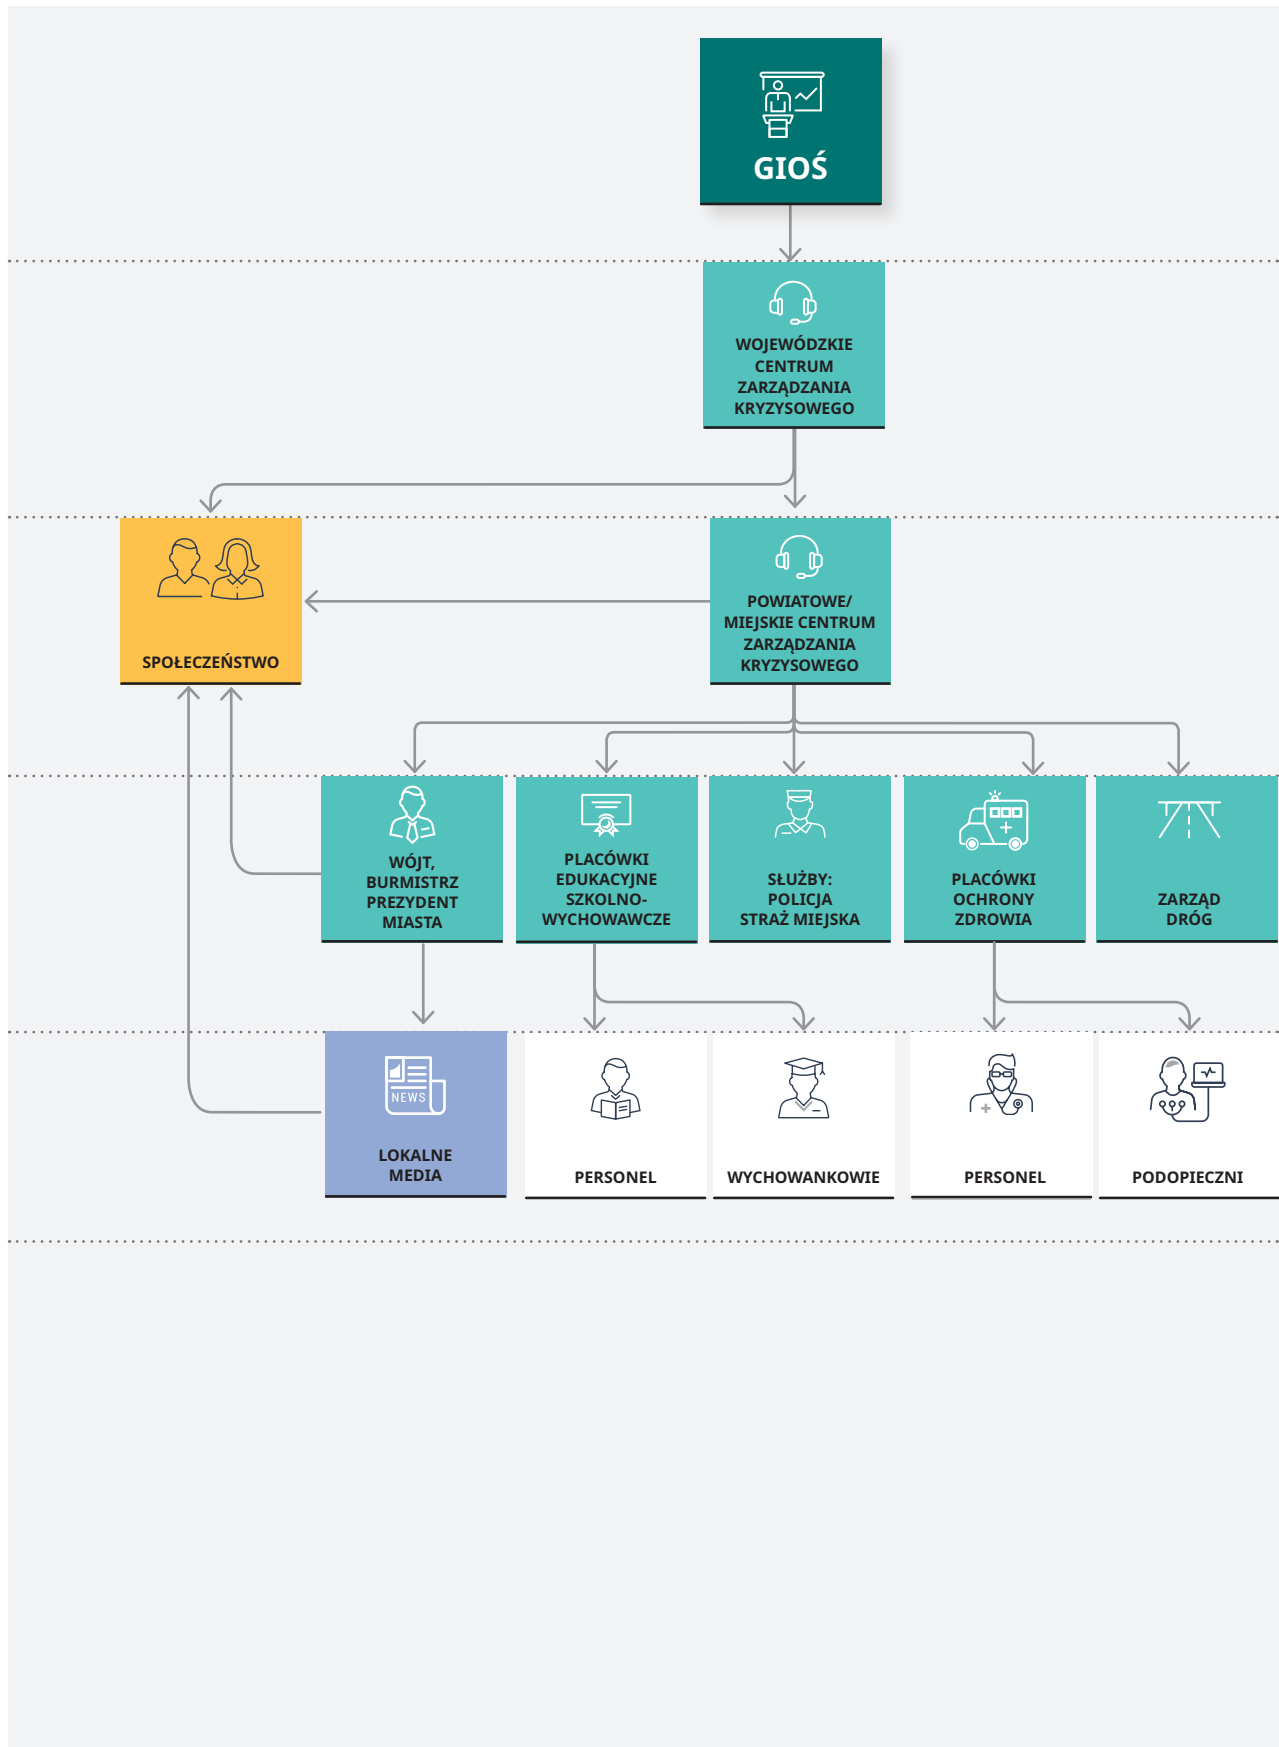 GIOŚ
WOJEWÓDZKIE
CENTRUM
ZARZĄDZANIA
KRYZYSOWEGO
SPOŁECZEŃSTWO
POWIATOWE/
MIEJSKIE CENTRUM
ZARZĄDZANIA
KRYZYSOWEGO
WÓJT,
BURMISTRZ
PREZYDENT
MIASTA
PLACÓWKI
EDUKACYJNE
SZKOLNO-
WYCHOWAWCZE
SŁUŻBY:
POLICJA
STRAŻ MIEJSKA
PLACÓWKI
OCHRONY
ZDROWIA
ZARZĄD
DRÓG
NEWS
LOKALNE
MEDIA
PERSONEL
WYCHOWANKOWIE
PERSONEL
PODOPIECZNI